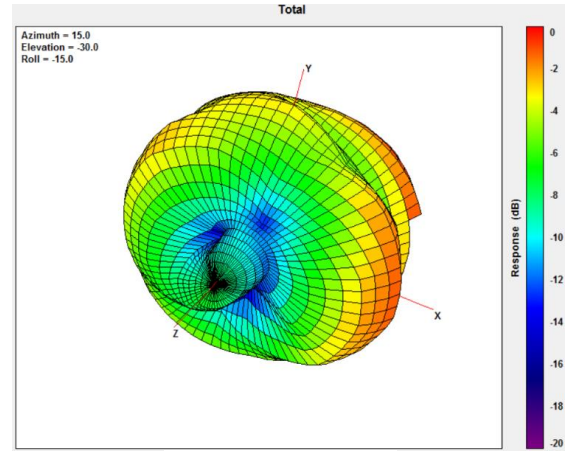 Total
Azimuth = 15.0
Elevation = -30.0
Roll = -15.0
Y
X
Z
0
-2
-4
-6
-8
-10
-12
-14
-16
-18
-20
Response (dB)